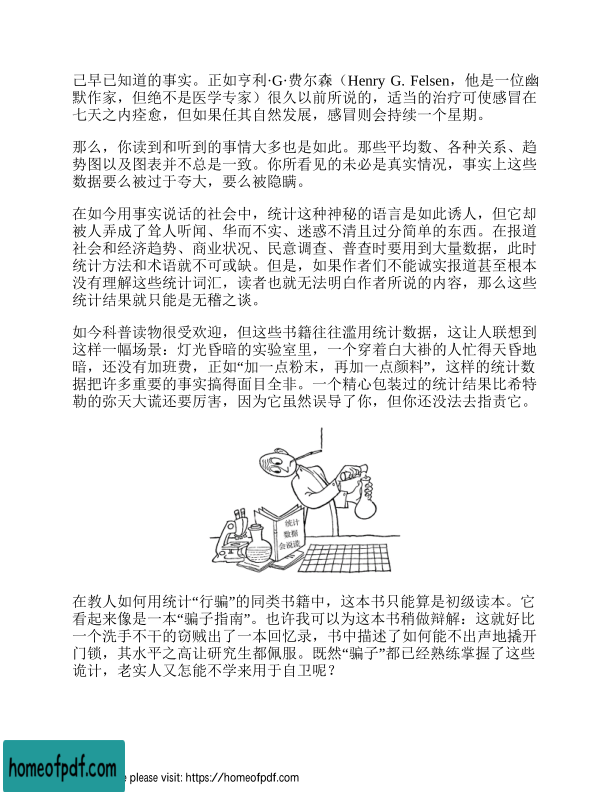 己早已知道的事实。正如亨利·G·费尔森（Henry G. Felsen，他是一位幽
默作家，但绝不是医学专家）很久以前所说的，适当的治疗可使感冒在
七天之内痊愈，但如果任其自然发展，感冒则会持续一个星期。
那么，你读到和听到的事情大多也是如此。那些平均数、各种关系、趋
势图以及图表并不总是一致。你所看见的未必是真实情况，事实上这些
数据要么被过于夸大，要么被隐瞒。
在如今用事实说话的社会中，统计这种神秘的语言是如此诱人，但它却
被人弄成了耸人听闻、华而不实、迷惑不清且过分简单的东西。在报道
社会和经济趋势、商业状况、民意调查、普查时要用到大量数据，此时
统计方法和术语就不可或缺。但是，如果作者们不能诚实报道甚至根本
没有理解这些统计词汇，读者也就无法明白作者所说的内容，那么这些
统计结果就只能是无稽之谈。
如今科普读物很受欢迎，但这些书籍往往滥用统计数据，这让人联想到
这样一幅场景：灯光昏暗的实验室里，一个穿着白大褂的人忙得天昏地
暗，还没有加班费，正如“加一点粉末，再加一点颜料”，这样的统计数
据把许多重要的事实搞得面目全非。一个精心包装过的统计结果比希特
勒的弥天大谎还要厉害，因为它虽然误导了你，但你还没法去指责它。
统计
数据
会说谎
在教人如何用统计“行骗”的同类书籍中，这本书只能算是初级读本。它
看起来像是一本“骗子指南”。也许我可以为这本书稍做辩解：这就好比
一个洗手不干的窃贼出了一本回忆录，书中描述了如何能不出声地撬开
门锁，其水平之高让研究生都佩服。既然“骗子”都已经熟练掌握了这些
诡计，老实人又怎能不学来用于自卫呢？
homeofpdf.com
e please visit: https://homeofpdf.com